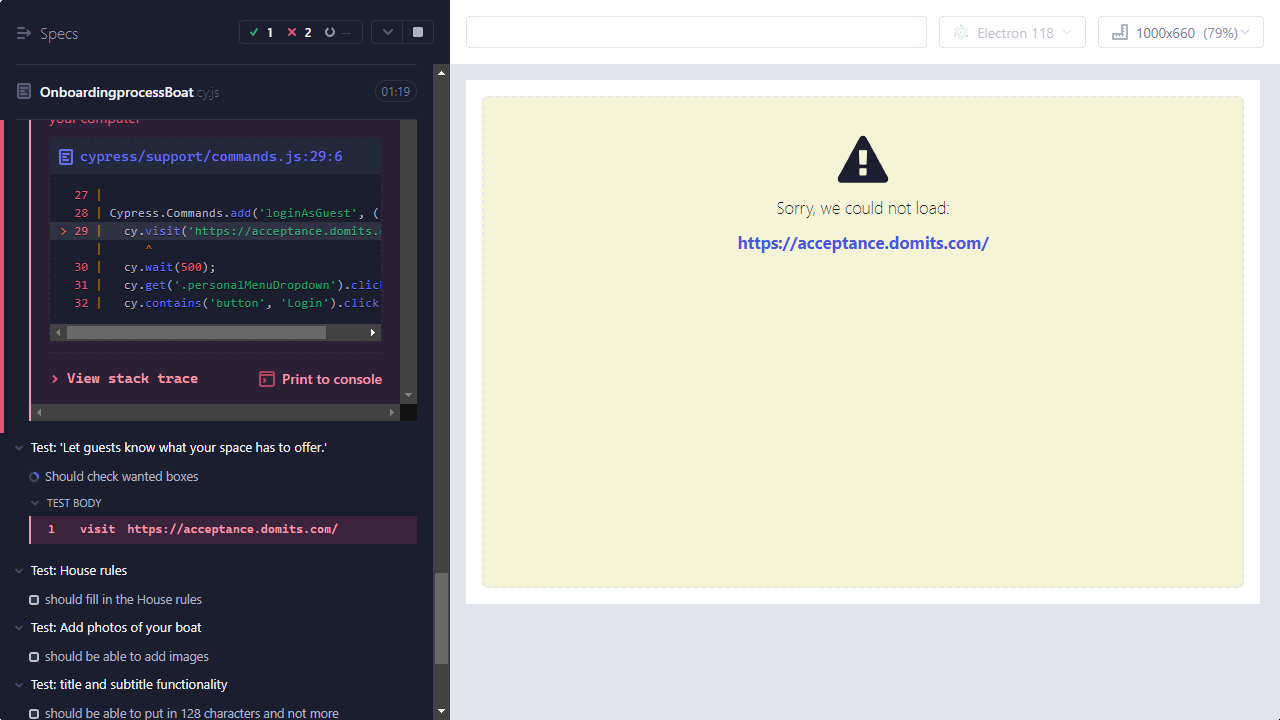 Specs
1
2
--
Electron 118
1000x660 (79%)
OnboardingprocessBoat.cy.js
01:19
your computer
cypress/support/commands.js:29:6
27 |
28 | Cypress.Commands.add('loginAsGuest', (
> 29 | cy.visit('https://acceptance.domits.
| ^
30 | cy.wait(500);
31 | cy.get('.personalMenuDropdown').click
32 | cy.contains('button', 'Login').click
View stack trace
Print to console
Test: 'Let guests know what your space has to offer.'
Should check wanted boxes
TEST BODY
1 visit https://acceptance.domits.com/
Test: House rules
should fill in the House rules
Test: Add photos of your boat
should be able to add images
Test: title and subtitle functionality
should be able to put in 128 characters and not more
Sorry, we could not load:
https://acceptance.domits.com/